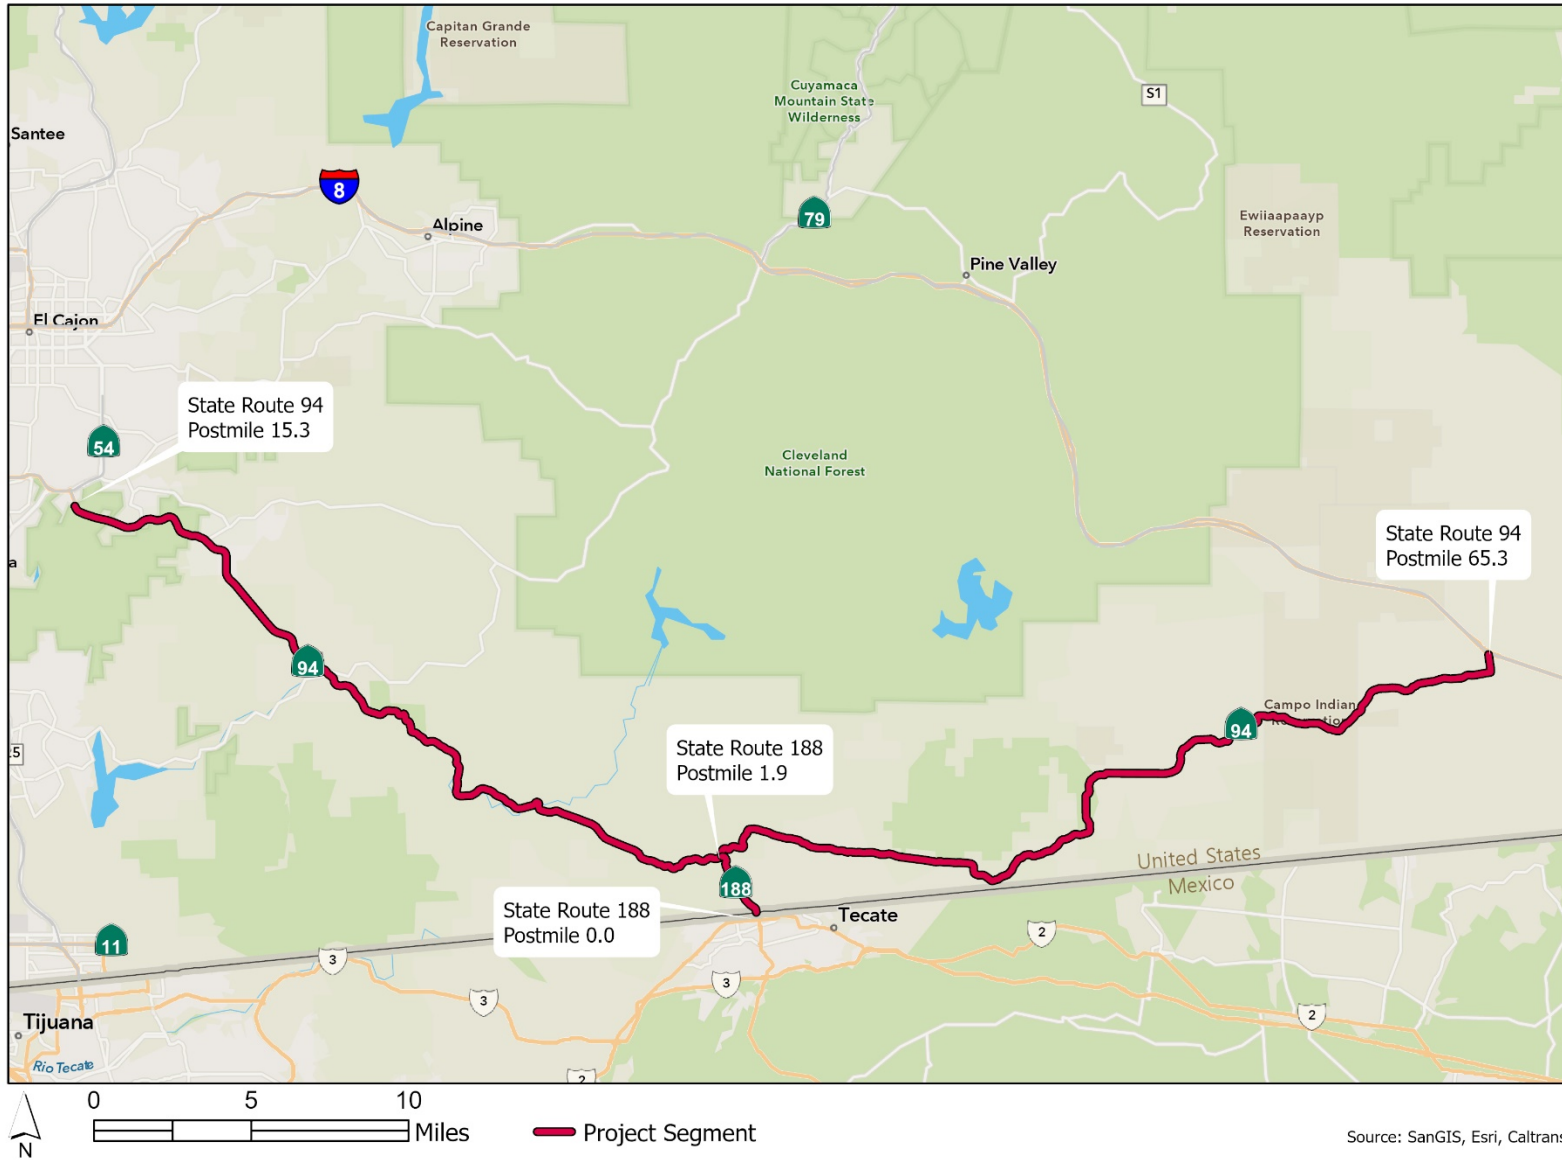 Capitan Grande
Reservation
Cuyamaca
Mountain State
Wilderness
S1
Santee
8
79
Ewiiaapaayp
Reservation
Alpine
Pine Valley
El Cajon
State Route 94
Postmile 15.3
54
Cleveland
National Forest
State Route 94
Postmile 65.3
a
94
Campo Indian
94
State Route 188
Postmile 1.9
25
United States
Mexico
188
State Route 188
Postmile 0.0
Tecate
11
3
2
3
3
2
Tijuana
Rio Tecate
2
0 5 10
Miles
N
Project Segment
Source: SanGIS, Esri, Caltrans